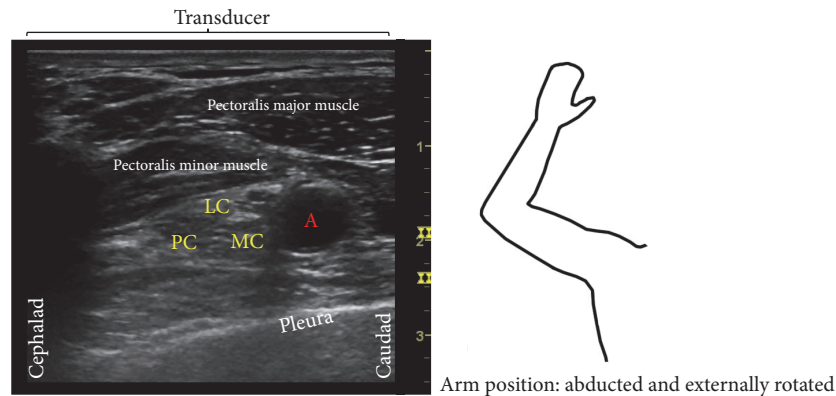 Transducer
Pectoralis major muscle
Pectoralis minor muscle
LC
A
PC
MC
Pleura
Cephalad
Caudad
1
2
3
Arm position: abducted and externally rotated